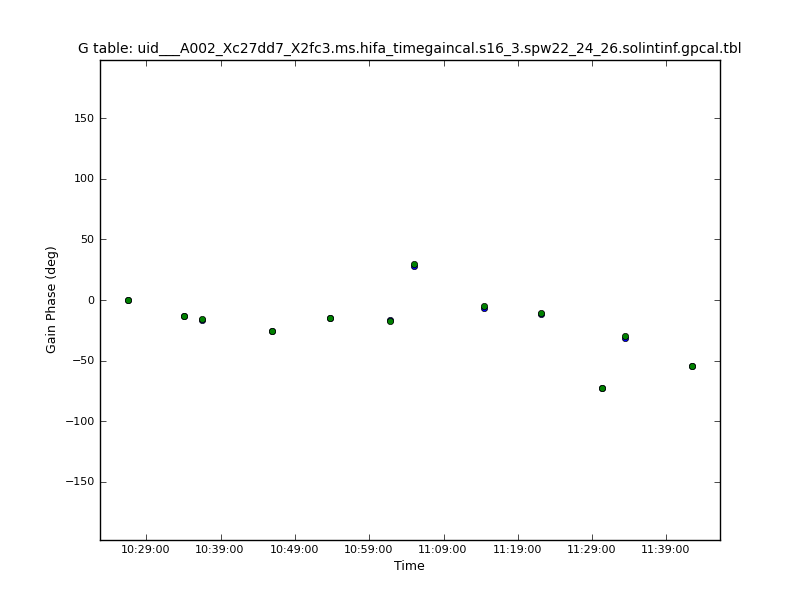 G table: uid___A002_Xc27dd7_X2fc3.ms.hifa_timegaincal.s16_3.spw22_24_26.solintinf.gpcal.tbl
150
100
50
0
−50
−100
−150
Gain Phase (deg)
10:29:00 10:39:00 10:49:00 10:59:00 11:09:00 11:19:00 11:29:00 11:39:00
Time